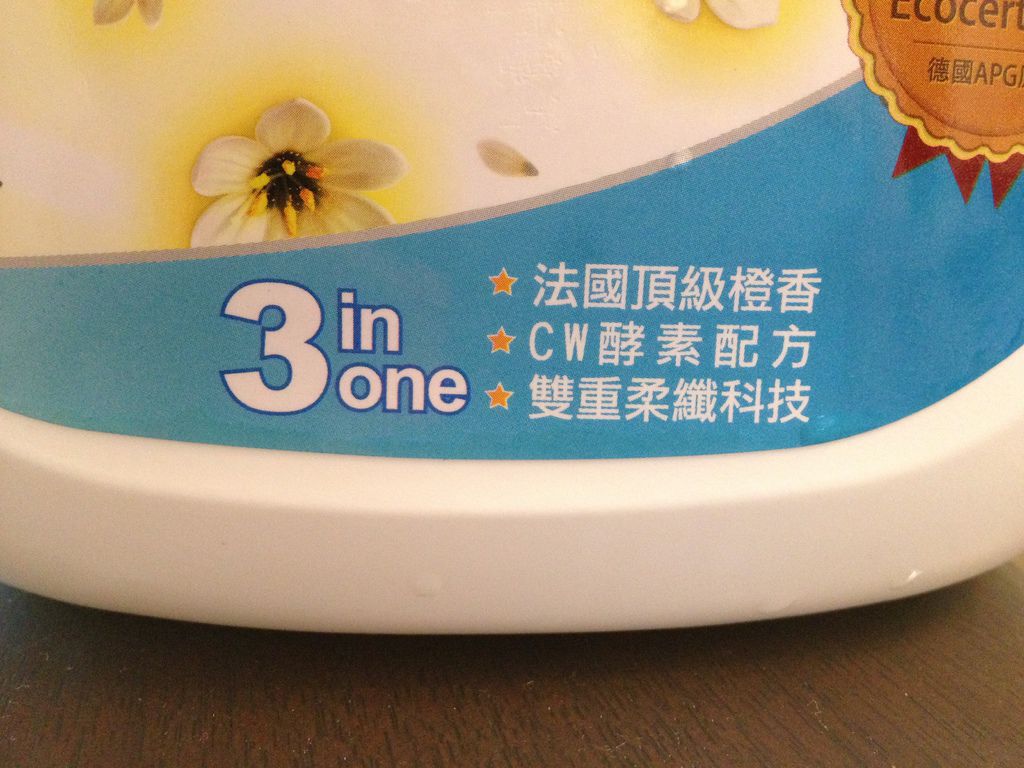 Ecocert
德國APG
3 in one
法國頂級橙香
CW酵素配方
雙重柔纖科技